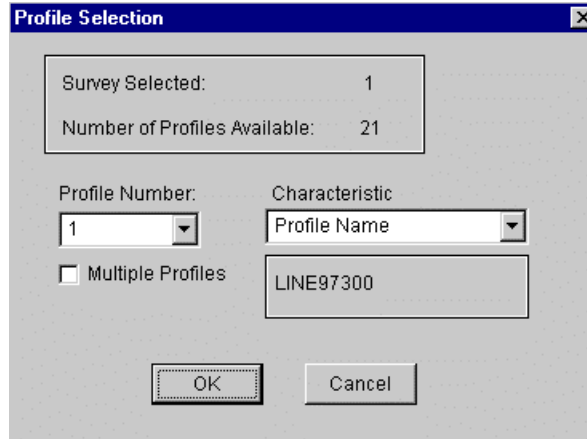 Profile Selection
Survey Selected: 1
Number of Profiles Available: 21
Profile Number: Characteristic
1 Profile Name
Multiple Profiles LINE97300
OK Cancel